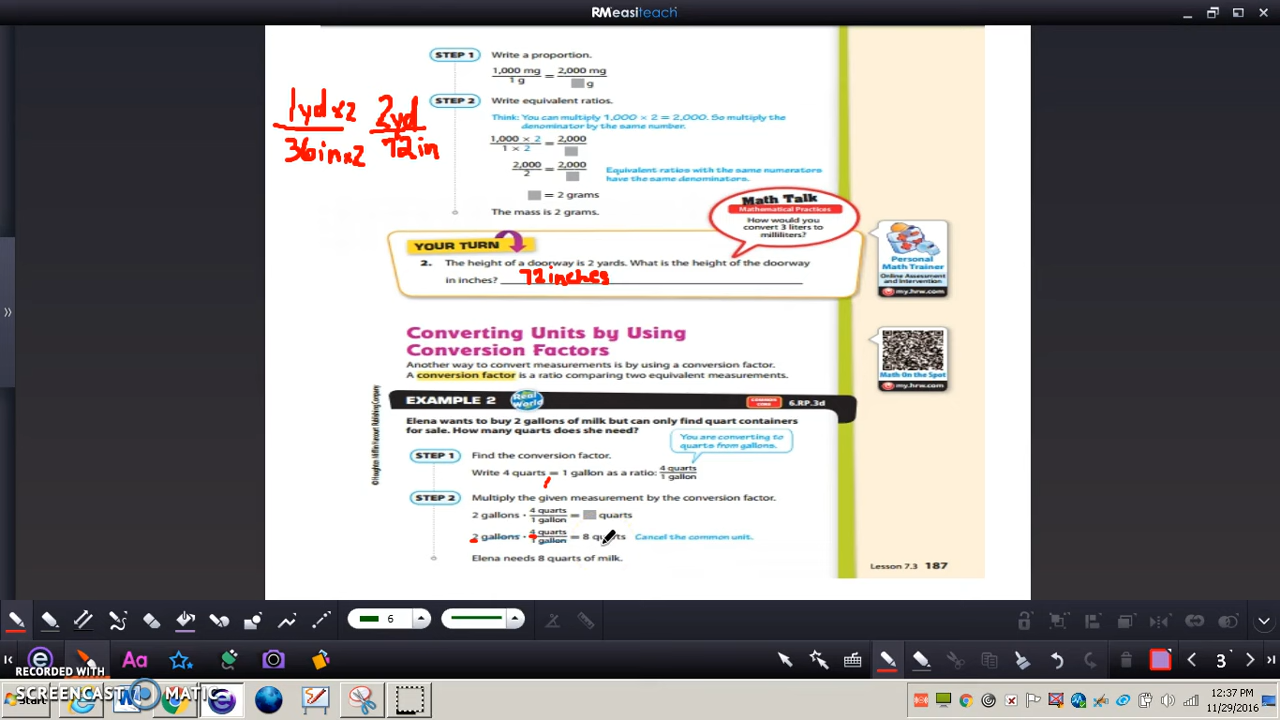 RM easiteach
STEP 1 Write a proportion.
1,000 mg / 1 g = 2,000 mg / g
STEP 2 Write equivalent ratios.
Think: You can multiply 1,000 × 2 = 2,000. So multiply the
denominator by the same number.
1,000 × 2 / 1 × 2 = 2,000
2,000 / 2 = 2,000
Equivalent ratios with the same numerators
have the same denominators.
= 2 grams
The mass is 2 grams.
1yd x2 2yd
36in x2 72in
Math Talk
Mathematical Practices
How would you
convert 3 liters to
milliliters?
YOUR TURN
2. The height of a doorway is 2 yards. What is the height of the doorway
in inches? 72 inches
Personal
Math Trainer
Online Assessment
and Intervention
my.hrw.com
Converting Units by Using
Conversion Factors
Another way to convert measurements is by using a conversion factor.
A conversion factor is a ratio comparing two equivalent measurements.
Math On the Spot
my.hrw.com
© Houghton Mifflin Harcourt Publishing Company
EXAMPLE 2 Real World COMMON CORE 6.RP.3d
Elena wants to buy 2 gallons of milk but can only find quart containers
for sale. How many quarts does she need?
You are converting to
quarts from gallons.
STEP 1 Find the conversion factor.
Write 4 quarts = 1 gallon as a ratio: 4 quarts / 1 gallon
STEP 2 Multiply the given measurement by the conversion factor.
2 gallons · 4 quarts / 1 gallon = quarts
2 gallons · 4 quarts / 1 gallon = 8 quarts Cancel the common unit.
Elena needs 8 quarts of milk.
Lesson 7.3 187
6
3
RECORDED WITH
SCREENCAST MATIC
Start
12:37 PM
11/29/2016